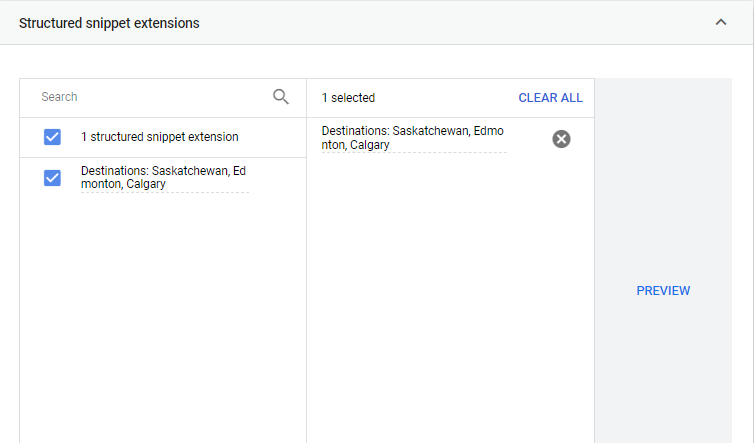 Structured snippet extensions
Search
1 selected
CLEAR ALL
1 structured snippet extension
Destinations: Saskatchewan, Edmo
nton, Calgary
Destinations: Saskatchewan, Ed
monton, Calgary
PREVIEW